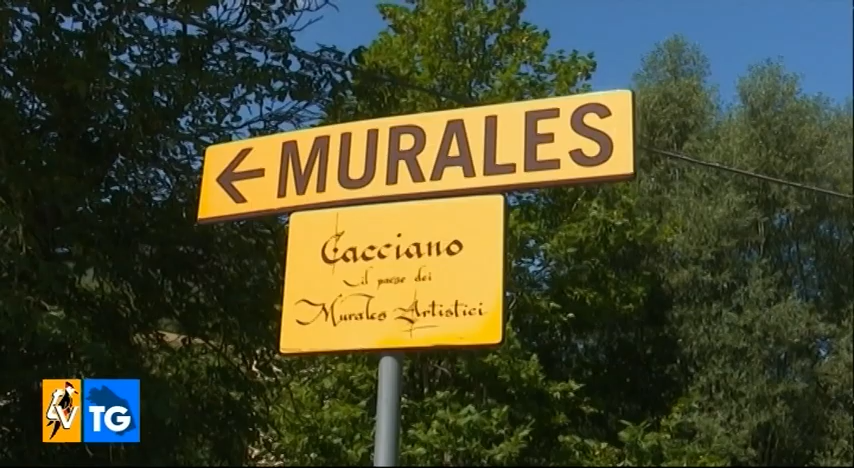 MURALES
Cacciano
il paese dei
Murales Artistici
V TG